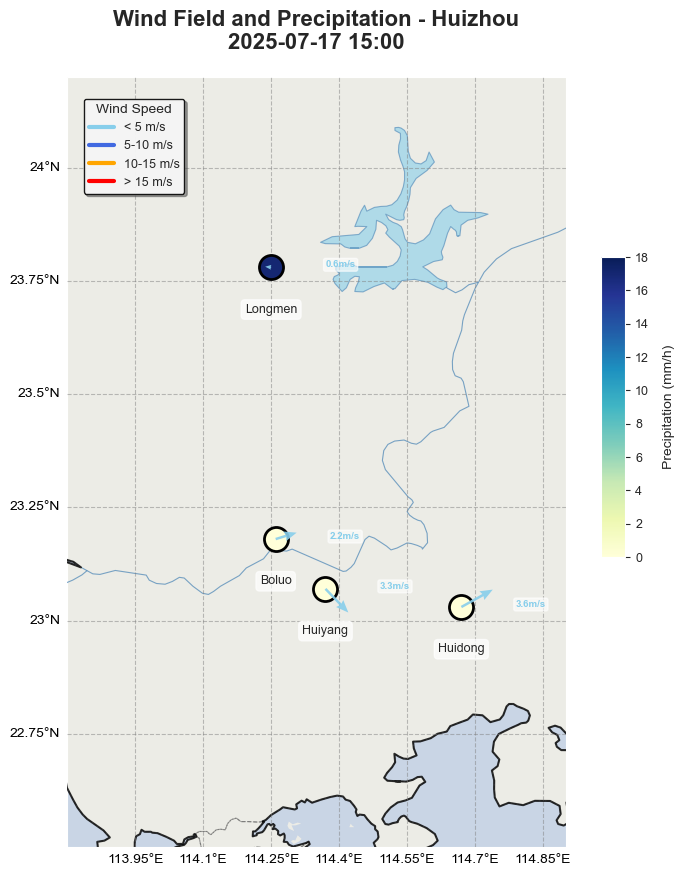 Wind Field and Precipitation - Huizhou
2025-07-17 15:00
Wind Speed
< 5 m/s
5-10 m/s
10-15 m/s
> 15 m/s
24°N
23.75°N
23.5°N
23.25°N
23°N
22.75°N
0.6m/s
Longmen
2.2m/s
Boluo
3.3m/s
Huiyang
3.6m/s
Huidong
113.95°E
114.1°E
114.25°E
114.4°E
114.55°E
114.7°E
114.85°E
18
16
14
12
10
8
6
4
2
0
Precipitation (mm/h)